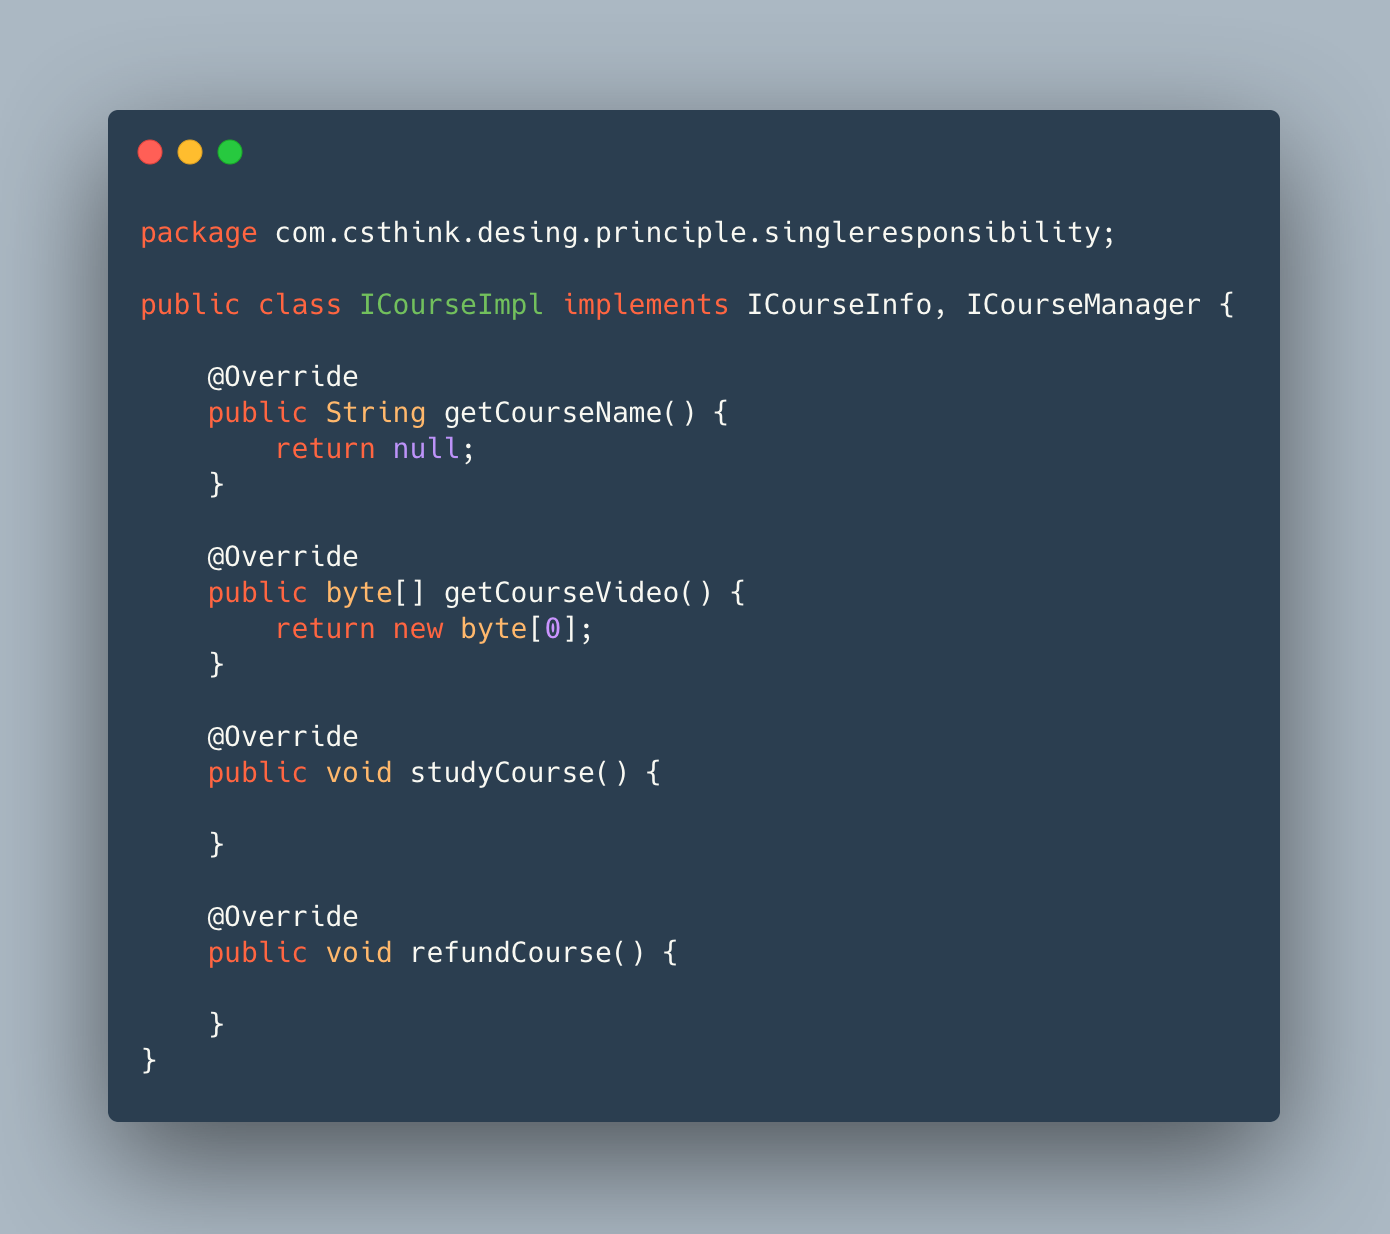 package com.csthink.desing.principle.singleresponsibility;
public class ICourseImpl implements ICourseInfo, ICourseManager {
    @Override
    public String getCourseName() {
        return null;
    }
    @Override
    public byte[] getCourseVideo() {
        return new byte[0];
    }
    @Override
    public void studyCourse() {
    }
    @Override
    public void refundCourse() {
    }
}